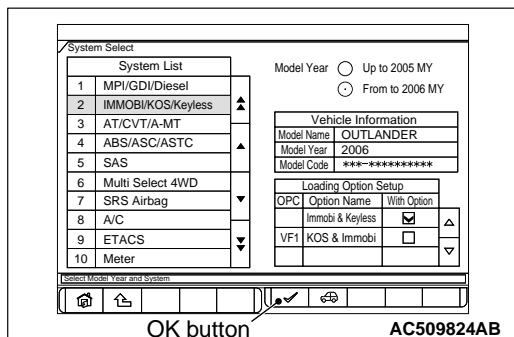 System Select
System List
1 MPI/GDI/Diesel
2 IMMOBI/KOS/Keyless
3 AT/CVT/A-MT
4 ABS/ASC/ASTC
5 SAS
6 Multi Select 4WD
7 SRS Airbag
8 A/C
9 ETACS
10 Meter
Model Year Up to 2005 MY
From to 2006 MY
Vehicle Information
Model Name OUTLANDER
Model Year 2006
Model Code ***-**********
Loading Option Setup
OPC Option Name With Option
Immobi & Keyless
VF1 KOS & Immobi
Select Model Year and System
OK button
AC509824AB